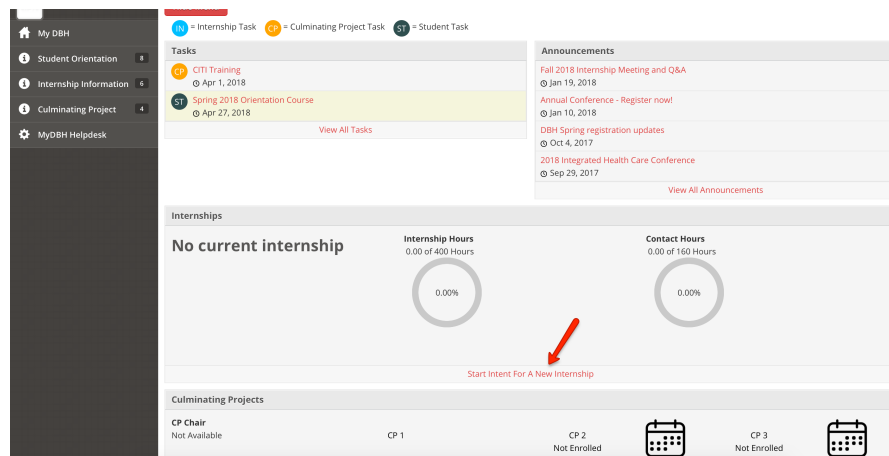 My DBH
Student Orientation 8
Internship Information 6
Culminating Project 4
MyDBH Helpdesk
IN = Internship Task CP = Culminating Project Task ST = Student Task
Tasks
CP CITI Training
Apr 1, 2018
ST Spring 2018 Orientation Course
Apr 27, 2018
View All Tasks
Announcements
Fall 2018 Internship Meeting and Q&A
Jan 19, 2018
Annual Conference - Register now!
Jan 10, 2018
DBH Spring registration updates
Oct 4, 2017
2018 Integrated Health Care Conference
Sep 29, 2017
View All Announcements
Internships
No current internship
Internship Hours
0.00 of 400 Hours
0.00%
Contact Hours
0.00 of 160 Hours
0.00%
Start Intent For A New Internship
Culminating Projects
CP Chair
Not Available
CP 1
CP 2
Not Enrolled
CP 3
Not Enrolled